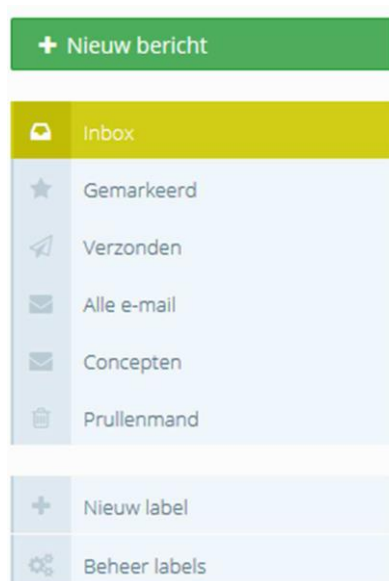 Nieuw bericht
Inbox
Gemarkeerd
Verzonden
Alle e-mail
Concepten
Prullenmand
Nieuw label
Beheer labels